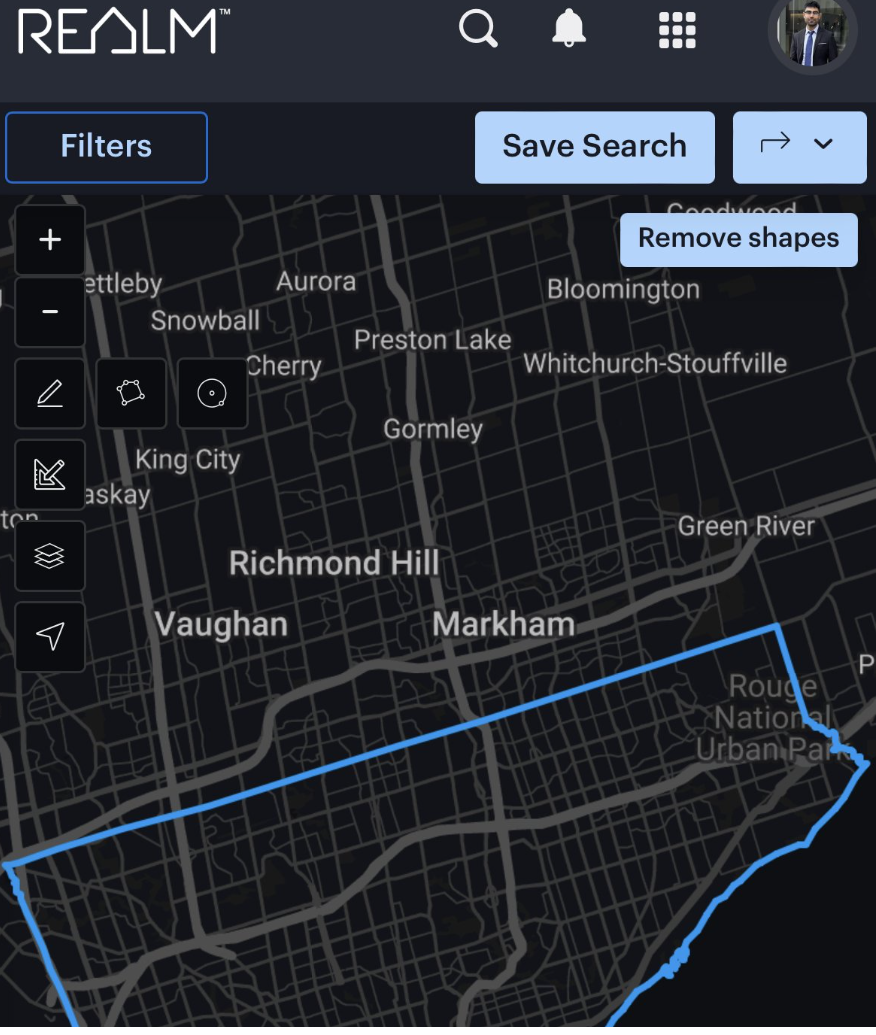 REALM™
Filters
Save Search
Goodwood
Remove shapes
+
ettleby
Aurora
Bloomington
−
Snowball
Preston Lake
Cherry
Whitchurch-Stouffville
Gormley
King City
askay
ton
Green River
Richmond Hill
Vaughan
Markham
P
Rouge
National
Urban Park